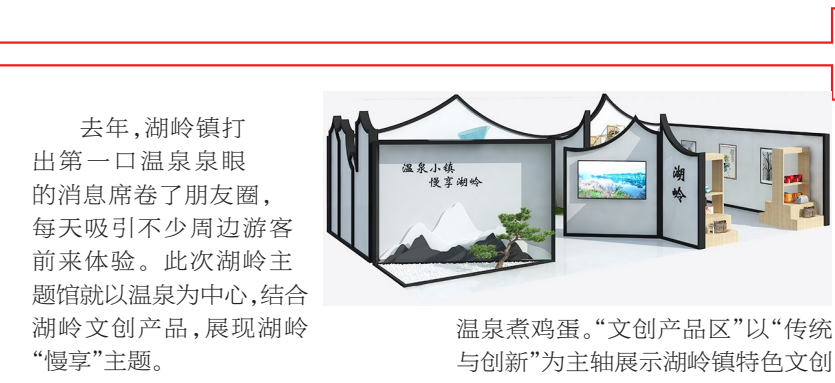 去年,湖岭镇打
出第一口温泉泉眼
的消息席卷了朋友圈,
每天吸引不少周边游客
前来体验。此次湖岭主
题馆就以温泉为中心,结合
湖岭文创产品,展现湖岭
“慢享”主题。
温泉小镇
慢享湖岭
湖岭
温泉煮鸡蛋。“文创产品区”以“传统
与创新”为主轴展示湖岭镇特色文创